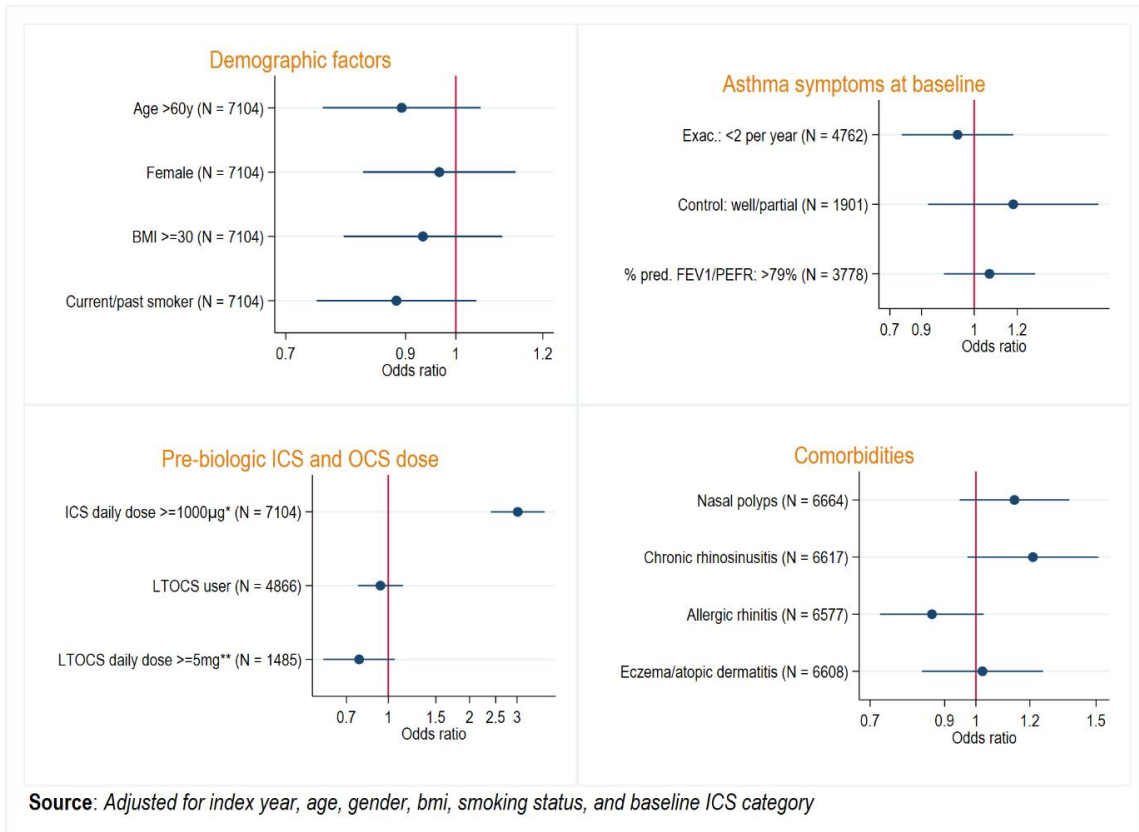 Demographic factors
Age >60y (N = 7104)
Female (N = 7104)
BMI >=30 (N = 7104)
Current/past smoker (N = 7104)
0.7 0.9 1 1.2
Odds ratio
Asthma symptoms at baseline
Exac.: <2 per year (N = 4762)
Control: well/partial (N = 1901)
% pred. FEV1/PEFR: >79% (N = 3778)
0.7 0.9 1 1.2
Odds ratio
Pre-biologic ICS and OCS dose
ICS daily dose >=1000µg* (N = 7104)
LTOCS user (N = 4866)
LTOCS daily dose >=5mg** (N = 1485)
0.7 1 1.5 2 2.5 3
Odds ratio
Comorbidities
Nasal polyps (N = 6664)
Chronic rhinosinusitis (N = 6617)
Allergic rhinitis (N = 6577)
Eczema/atopic dermatitis (N = 6608)
0.7 0.9 1 1.2 1.5
Odds ratio
Source: Adjusted for index year, age, gender, bmi, smoking status, and baseline ICS category